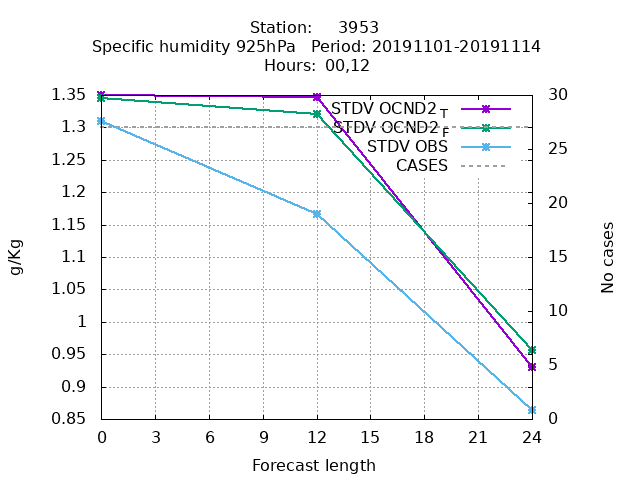 Station: 3953
Specific humidity 925hPa Period: 20191101-20191114
Hours: 00,12
1.35
1.3
1.25
1.2
1.15
1.1
1.05
1
0.95
0.9
0.85
g/Kg
STDV OCND2 T
STDV OCND2 F
STDV OBS
CASES
30
25
20
15
10
5
0
No cases
0 3 6 9 12 15 18 21 24
Forecast length